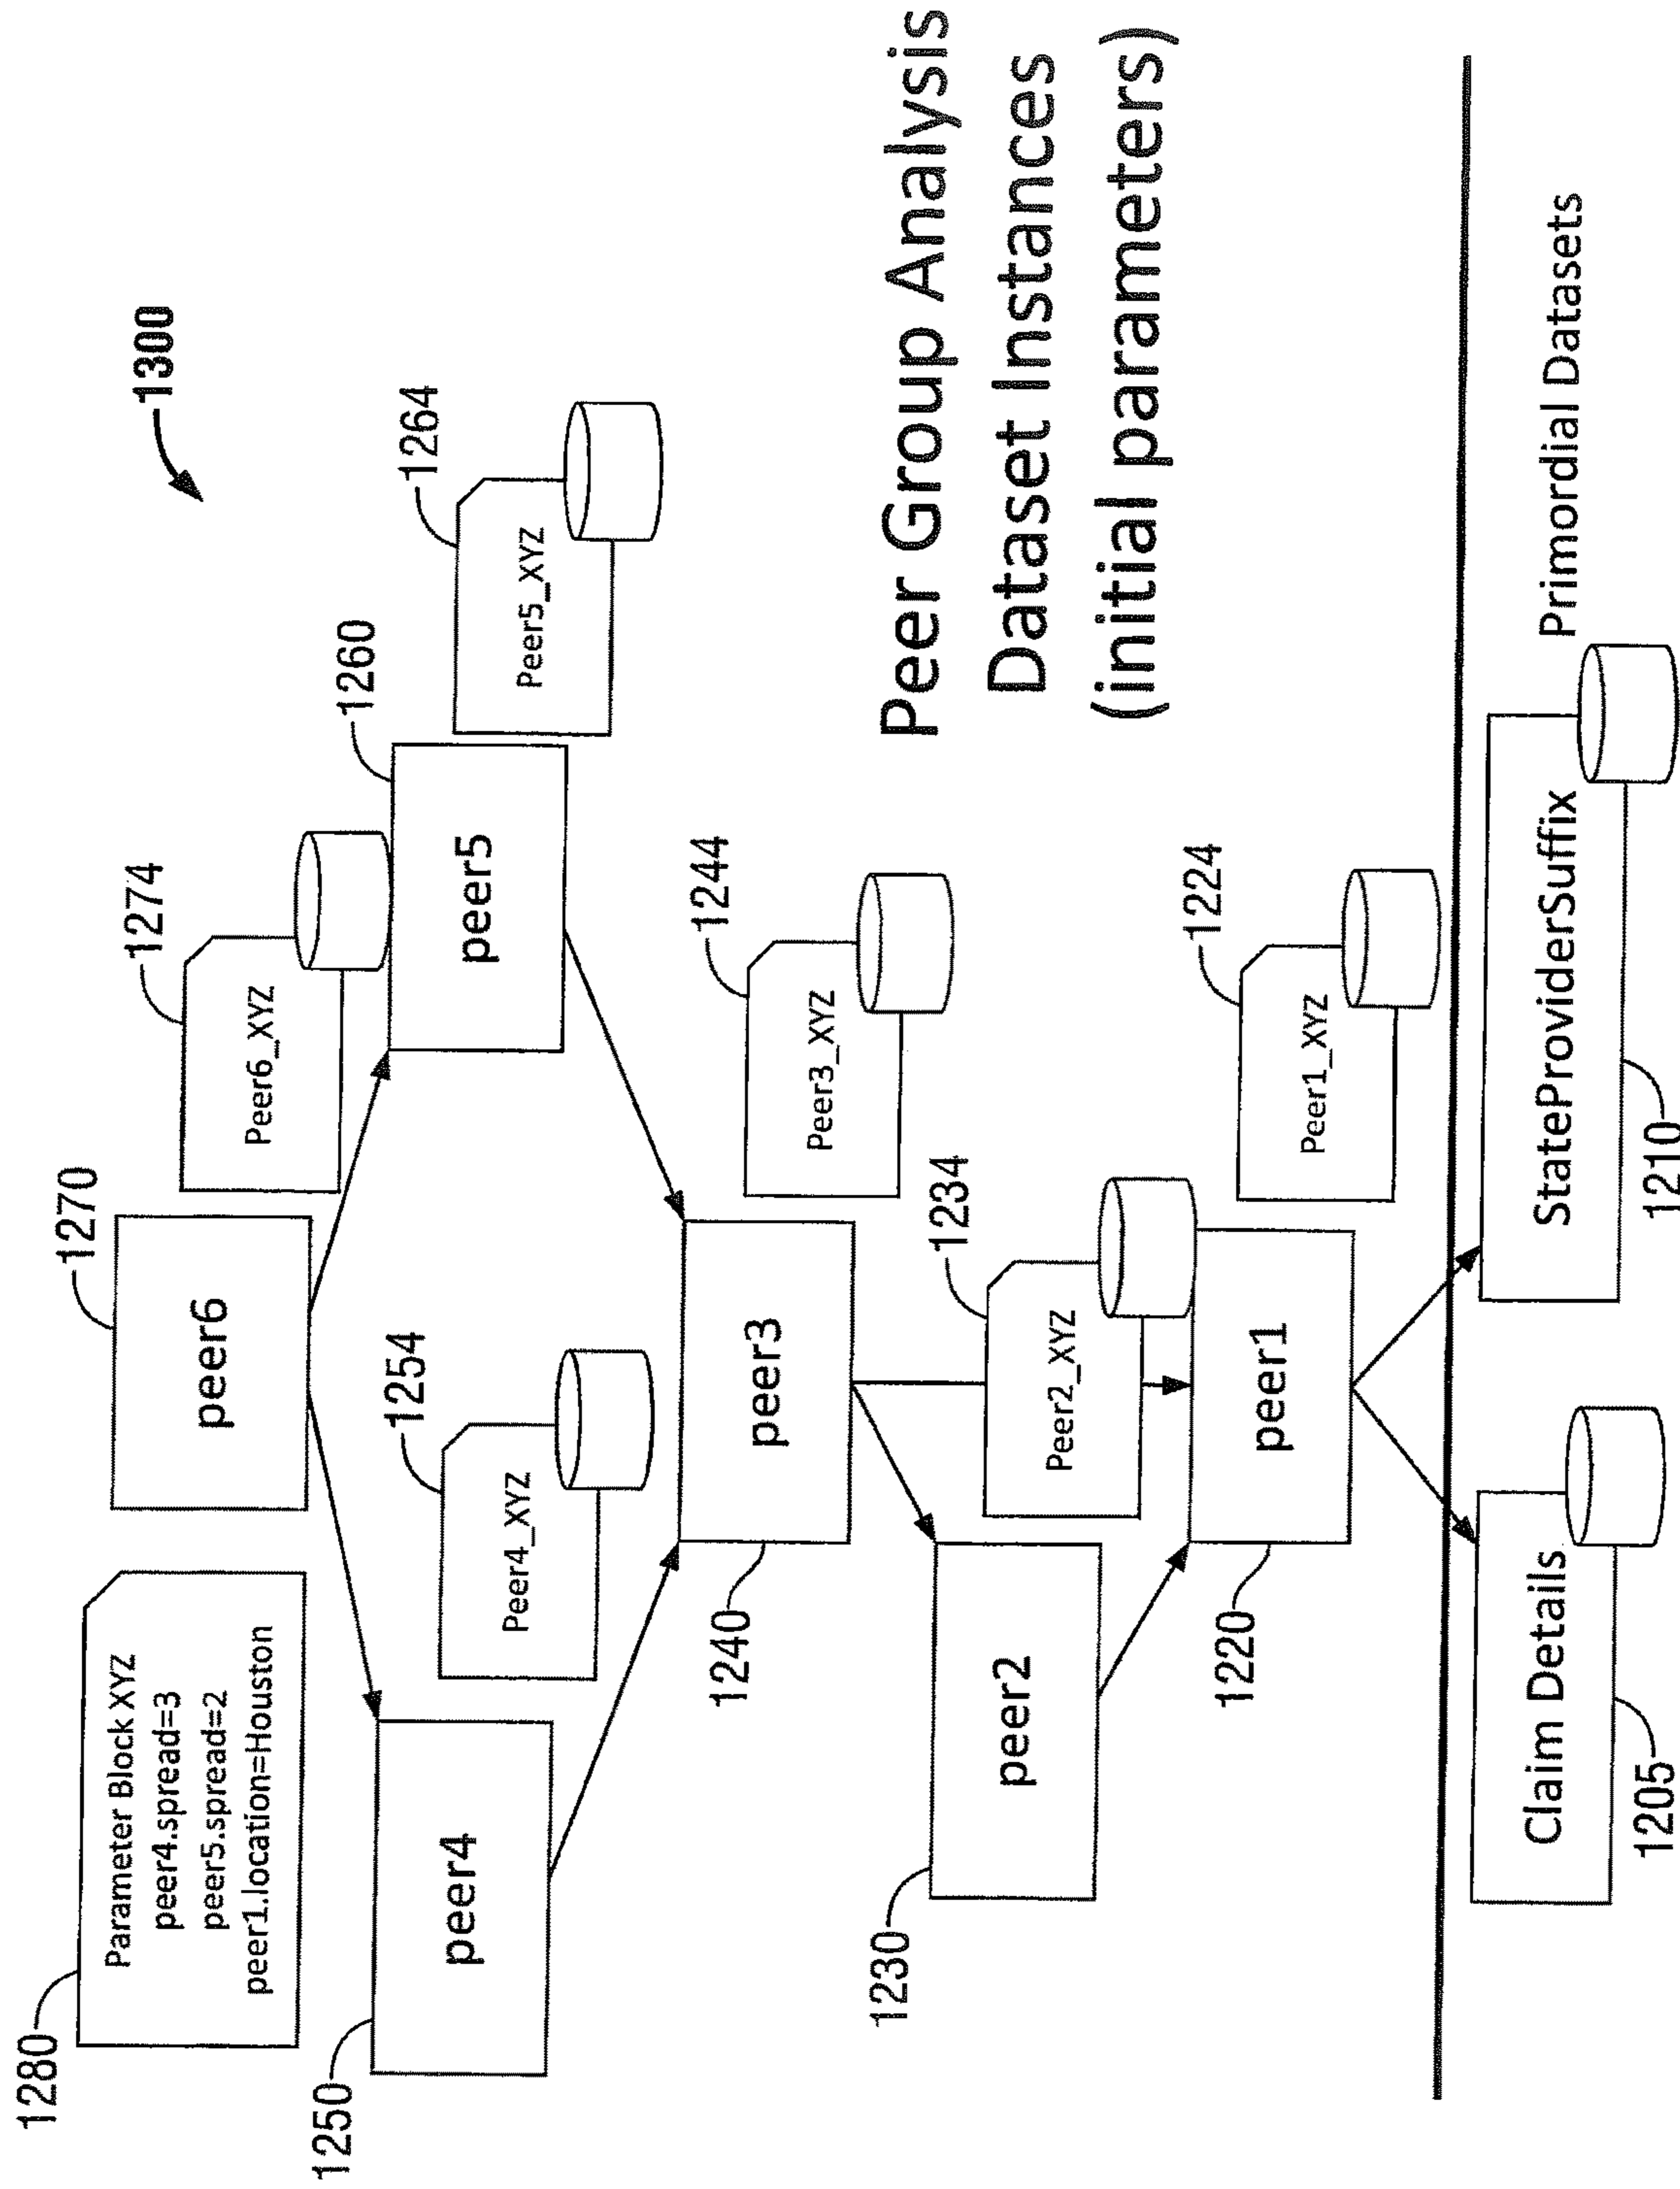 1300
1280
Parameter Block XYZ
peer4.spread=3
peer5.spread=2
peer1.location=Houston
1270
peer6
1274
Peer6_XYZ
1250
peer4
1254
Peer4_XYZ
1260
peer5
1264
Peer5_XYZ
1240
peer3
1244
Peer3_XYZ
Peer Group Analysis
Dataset Instances
(initial parameters)
1230
peer2
1234
Peer2_XYZ
1220
peer1
1224
Peer1_XYZ
1205
Claim Details
1210
StateProviderSuffix
Primordial Datasets